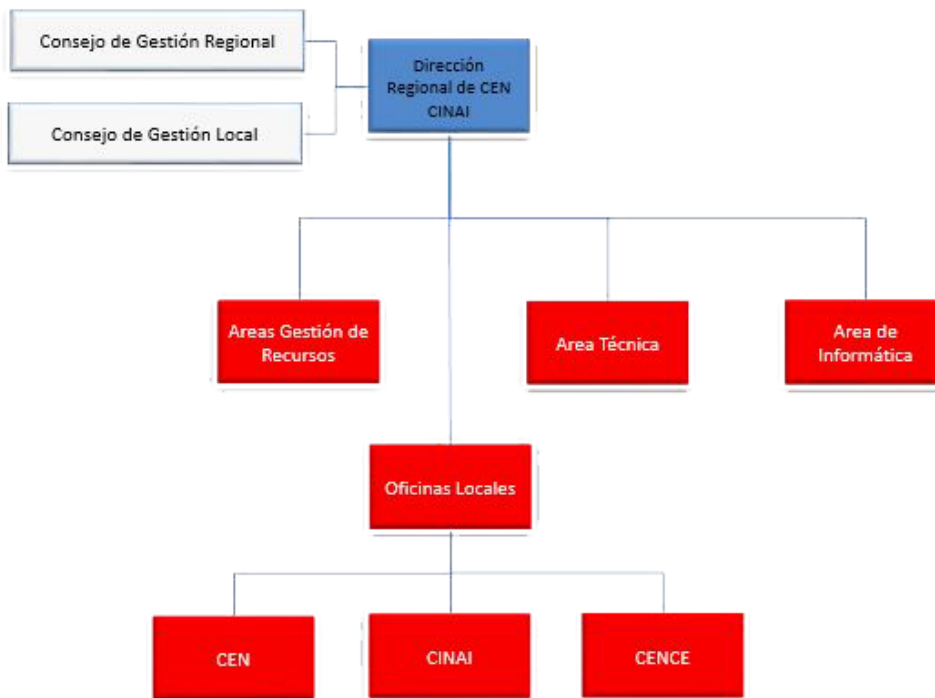 Consejo de Gestión Regional
Consejo de Gestión Local
Dirección
Regional de CEN
CINAI
Areas Gestión de
Recursos
Area Técnica
Area de
Informática
Oficinas Locales
CEN
CINAI
CENCE